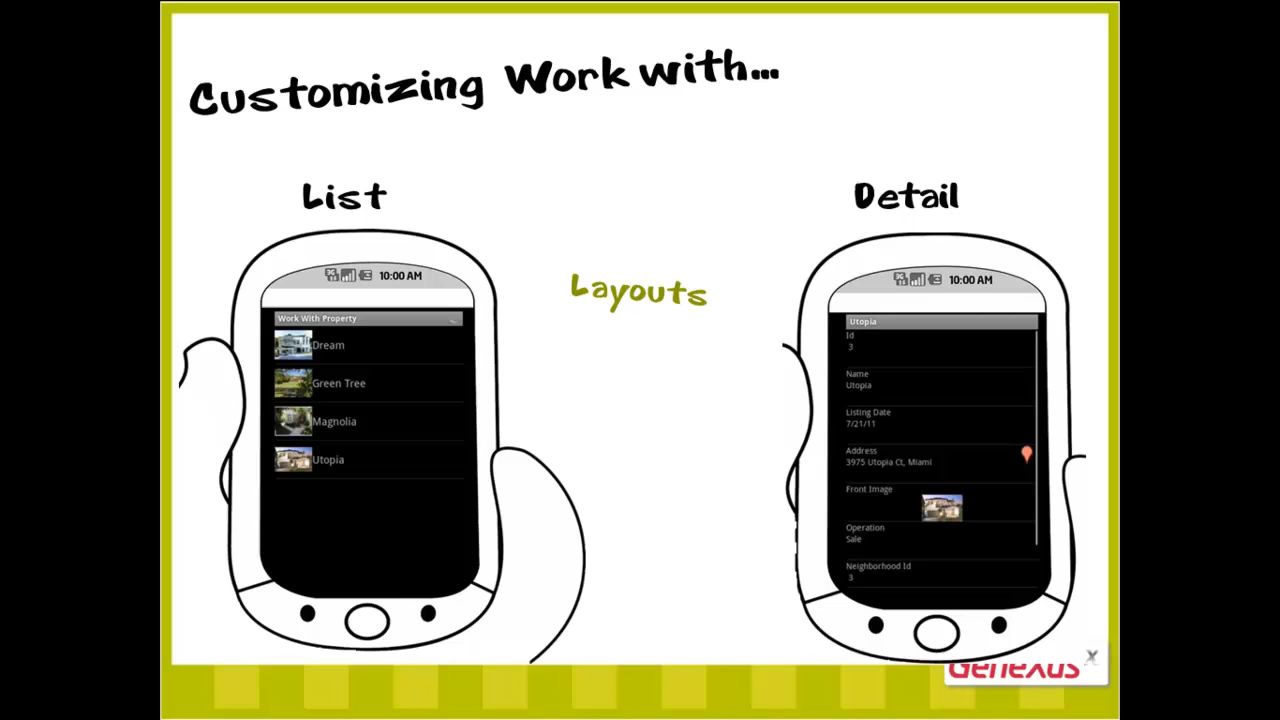 Customizing Work with...
List
Detail
Layouts
10:00 AM
Work With Property
Dream
Green Tree
Magnolia
Utopia
10:00 AM
Utopia
Id
3
Name
Utopia
Listing Date
7/21/11
Address
3975 Utopia Ct, Miami
Front Image
Operation
Sale
Neighborhood Id
3
GeneXus X